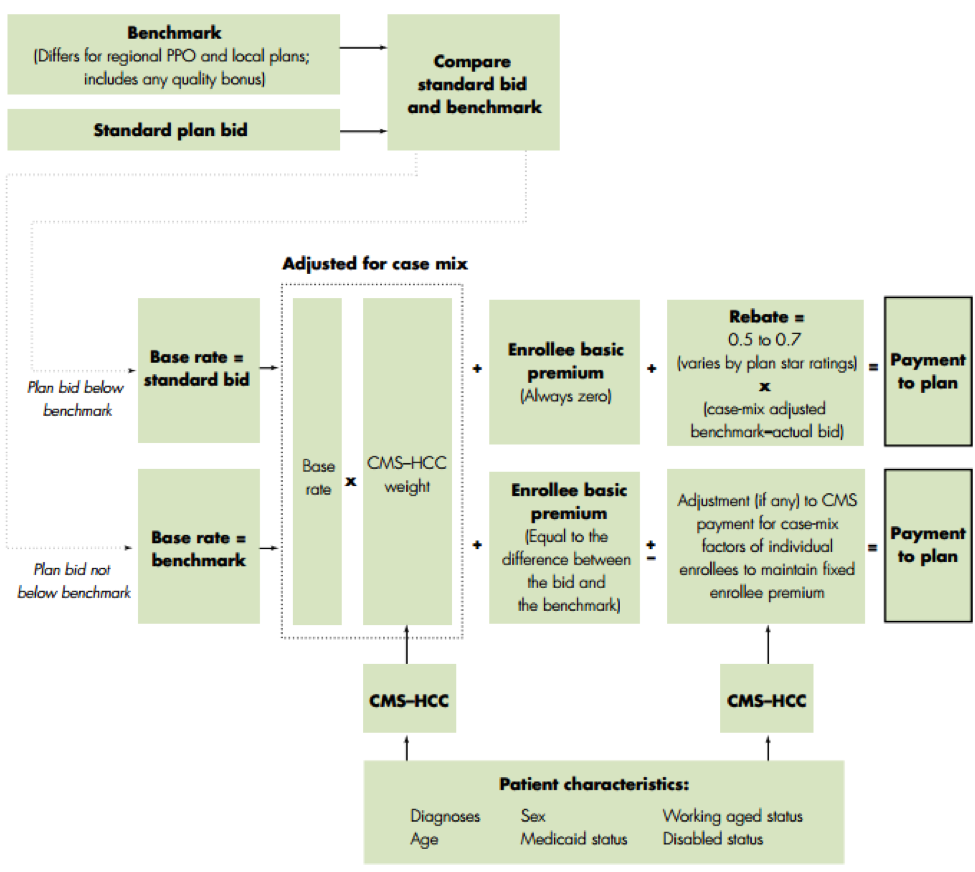 Benchmark
(Differs for regional PPO and local plans;
includes any quality bonus)
Standard plan bid
Compare
standard bid
and benchmark
Adjusted for case mix
Plan bid below
benchmark
Base rate =
standard bid
Base
rate
x
CMS–HCC
weight
+
Enrollee basic
premium
(Always zero)
+
Rebate =
0.5 to 0.7
(varies by plan star ratings)
x
(case-mix adjusted
benchmark–actual bid)
=
Payment
to plan
Plan bid not
below benchmark
Base rate =
benchmark
+
Enrollee basic
premium
(Equal to the
difference between
the bid and
the benchmark)
+
–
Adjustment (if any) to CMS
payment for case-mix
factors of individual
enrollees to maintain fixed
enrollee premium
=
Payment
to plan
CMS–HCC
CMS–HCC
Patient characteristics:
Diagnoses Sex Working aged status
Age Medicaid status Disabled status